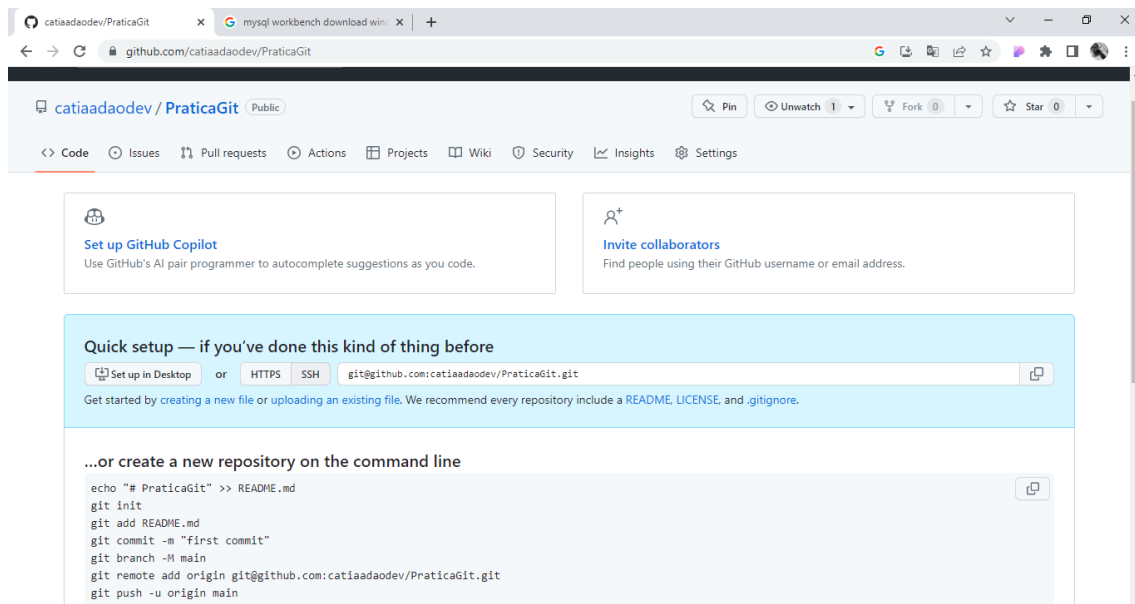 catiaadaodev/PraticaGit
mysql workbench download wind
github.com/catiaadaodev/PraticaGit
catiaadaodev / PraticaGit Public
Pin
Unwatch 1
Fork 0
Star 0
<> Code Issues Pull requests Actions Projects Wiki Security Insights Settings
Set up GitHub Copilot
Use GitHub's AI pair programmer to autocomplete suggestions as you code.
Invite collaborators
Find people using their GitHub username or email address.
Quick setup — if you've done this kind of thing before
Set up in Desktop or HTTPS SSH git@github.com:catiaadaodev/PraticaGit.git
Get started by creating a new file or uploading an existing file. We recommend every repository include a README, LICENSE, and .gitignore.
...or create a new repository on the command line
echo "# PraticaGit" >> README.md
git init
git add README.md
git commit -m "first commit"
git branch -M main
git remote add origin git@github.com:catiaadaodev/PraticaGit.git
git push -u origin main